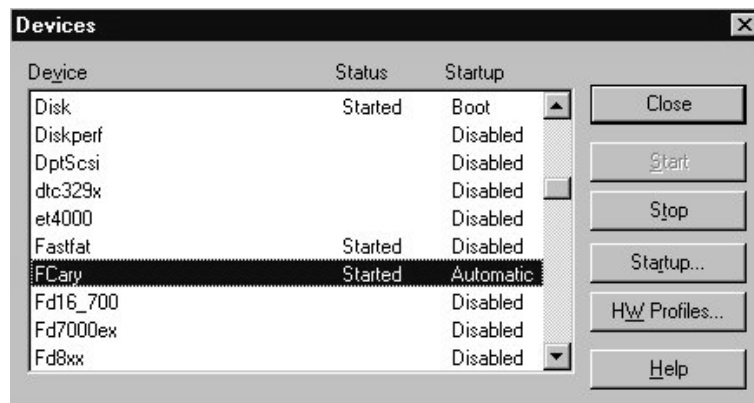 Devices
Device Status Startup
Disk Started Boot
Diskperf Disabled
DptScsi Disabled
dtc329x Disabled
et4000 Disabled
Fastfat Started Disabled
FCary Started Automatic
Fd16_700 Disabled
Fd7000ex Disabled
Fd8xx Disabled
Close
Start
Stop
Startup...
HW Profiles...
Help